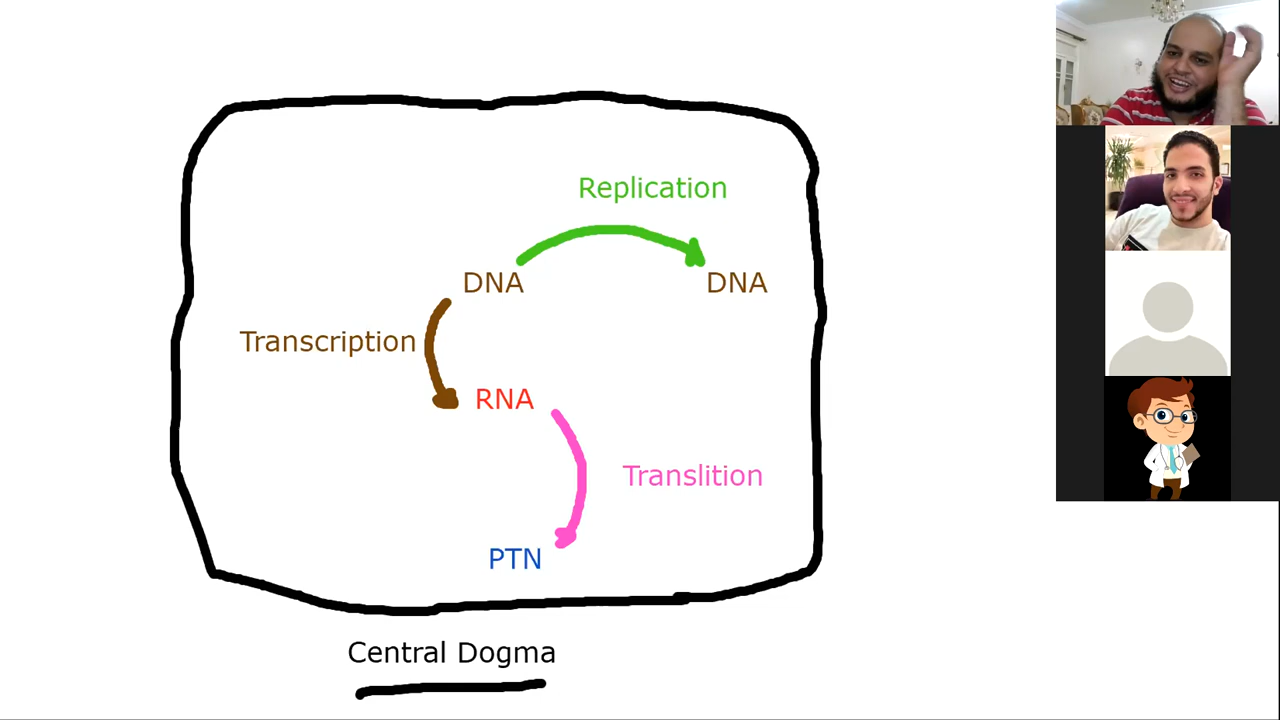 Replication
DNA
DNA
Transcription
RNA
Translition
PTN
Central Dogma